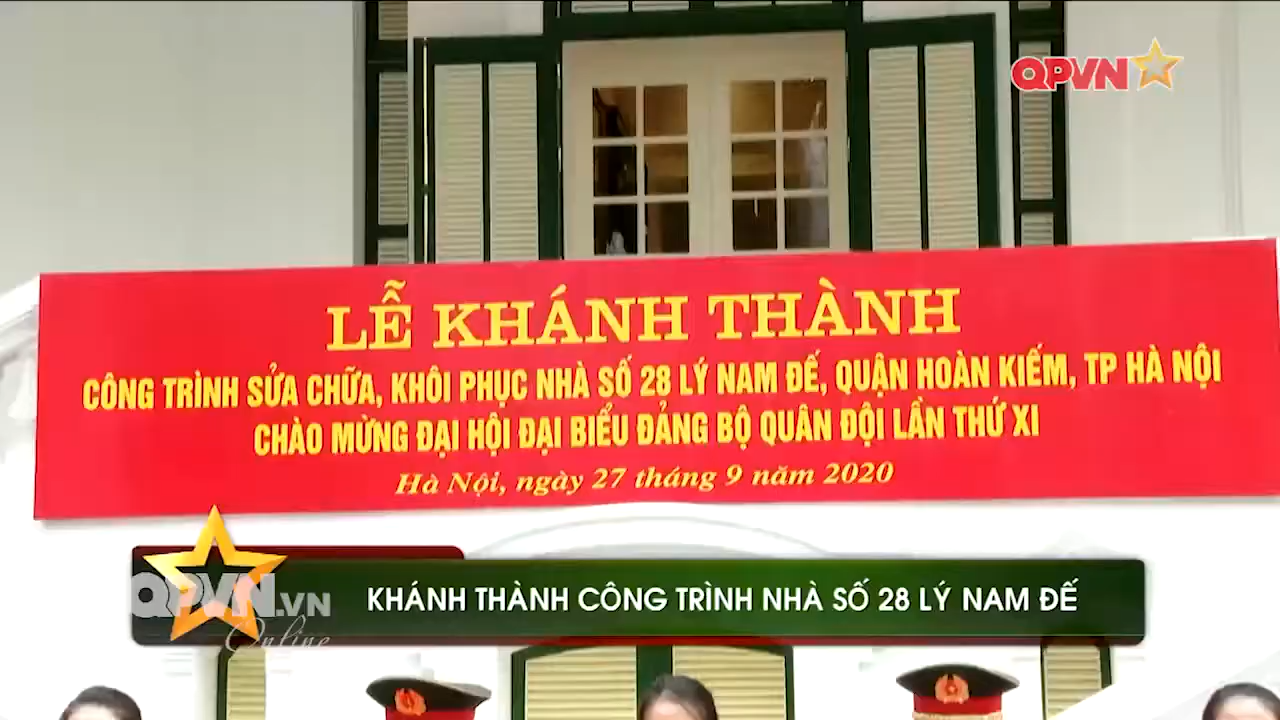 QPVN
LỄ KHÁNH THÀNH
CÔNG TRÌNH SỬA CHỮA, KHÔI PHỤC NHÀ SỐ 28 LÝ NAM ĐẾ, QUẬN HOÀN KIẾM, TP HÀ NỘI
CHÀO MỪNG ĐẠI HỘI ĐẠI BIỂU ĐẢNG BỘ QUÂN ĐỘI LẦN THỨ XI
Hà Nội, ngày 27 tháng 9 năm 2020
QPVN.VN
Online
KHÁNH THÀNH CÔNG TRÌNH NHÀ SỐ 28 LÝ NAM ĐẾ